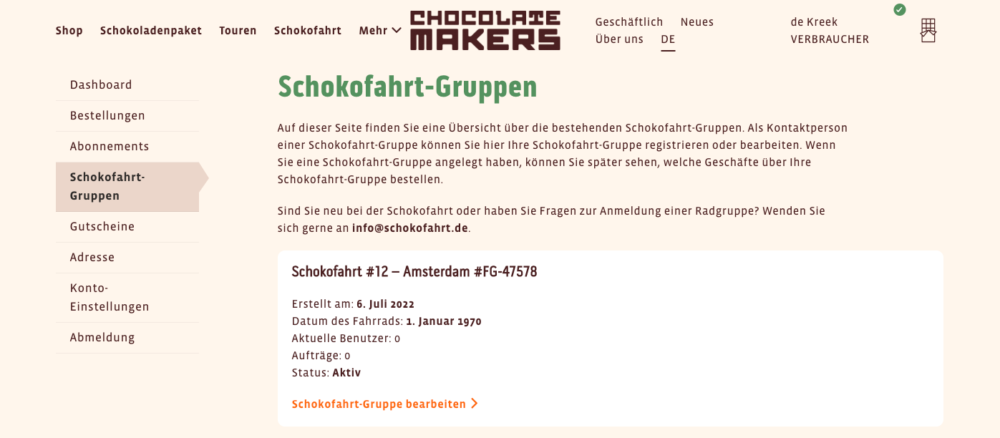 Shop Schokoladenpaket Touren Schokofahrt Mehr
CHOCOLATE
MAKERS
Geschäftlich Neues
Über uns DE
de Kreek
VERBRAUCHER
Dashboard
Bestellungen
Abonnements
Schokofahrt-
Gruppen
Gutscheine
Adresse
Konto-
Einstellungen
Abmeldung
Schokofahrt-Gruppen
Auf dieser Seite finden Sie eine Übersicht über die bestehenden Schokofahrt-Gruppen. Als Kontaktperson
einer Schokofahrt-Gruppe können Sie hier Ihre Schokofahrt-Gruppe registrieren oder bearbeiten. Wenn
Sie eine Schokofahrt-Gruppe angelegt haben, können Sie später sehen, welche Geschäfte über Ihre
Schokofahrt-Gruppe bestellen.
Sind Sie neu bei der Schokofahrt oder haben Sie Fragen zur Anmeldung einer Radgruppe? Wenden Sie
sich gerne an info@schokofahrt.de.
Schokofahrt #12 – Amsterdam #FG-47578
Erstellt am: 6. Juli 2022
Datum des Fahrrads: 1. Januar 1970
Aktuelle Benutzer: 0
Aufträge: 0
Status: Aktiv
Schokofahrt-Gruppe bearbeiten